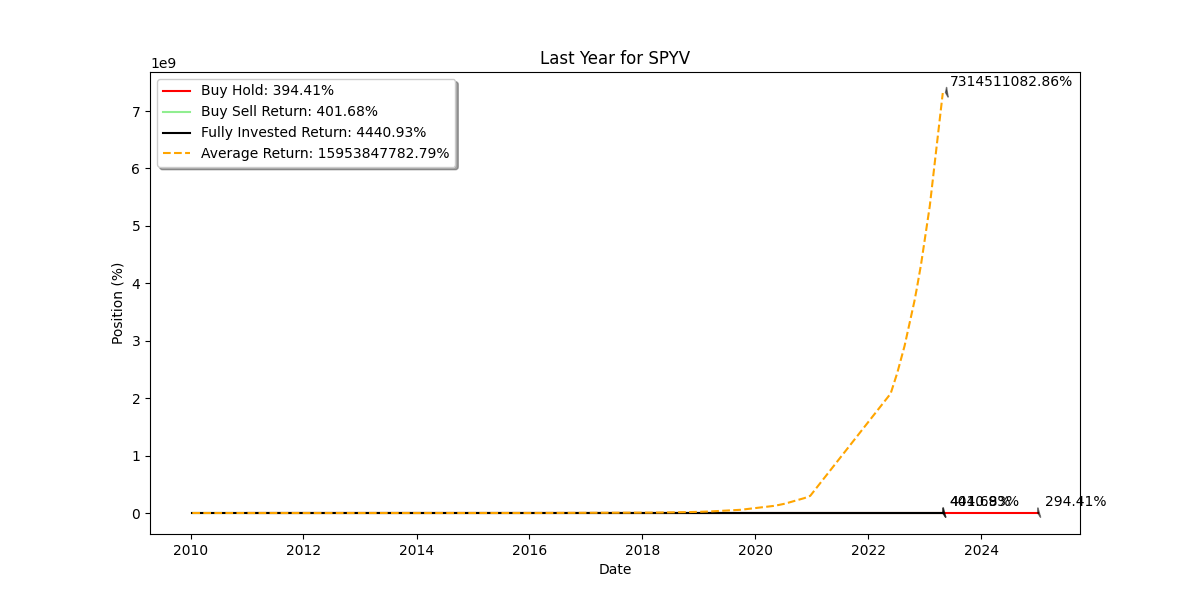 Last Year for SPYV
1e9
Buy Hold: 394.41%
Buy Sell Return: 401.68%
Fully Invested Return: 4440.93%
Average Return: 15953847782.79%
7314511082.86%
7
6
5
4
3
2
1
0
Position (%)
294.41%
2010
2012
2014
2016
2018
2020
2022
2024
Date